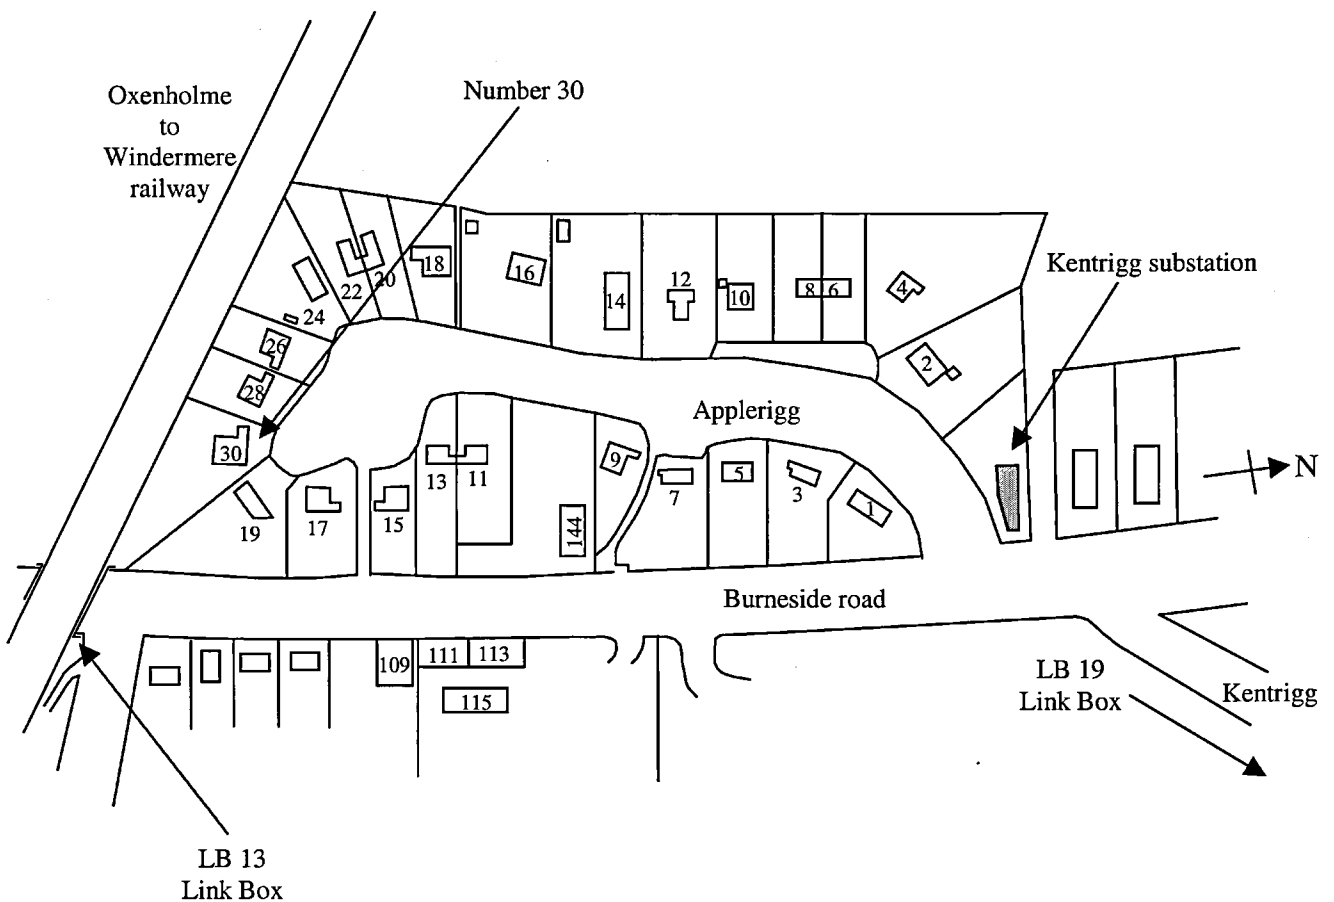 Oxenholme
to
Windermere
railway
Number 30
Kentrigg substation
18
20
22
24
16
14
12
10
8 6
4
2
26
28
30
Applerigg
N
13
11
9
7
5
3
1
19
17
15
144
Burneside road
109
111
113
115
LB 19
Link Box
Kentrigg
LB 13
Link Box